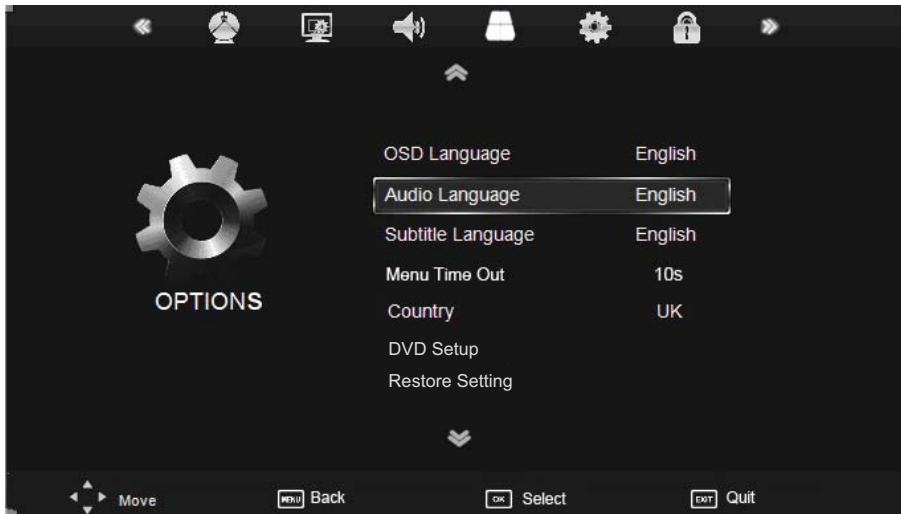 OSD Language English
Audio Language English
Subtitle Language English
Menu Time Out 10s
OPTIONS
Country UK
DVD Setup
Restore Setting
Move MENU Back OK Select EXIT Quit